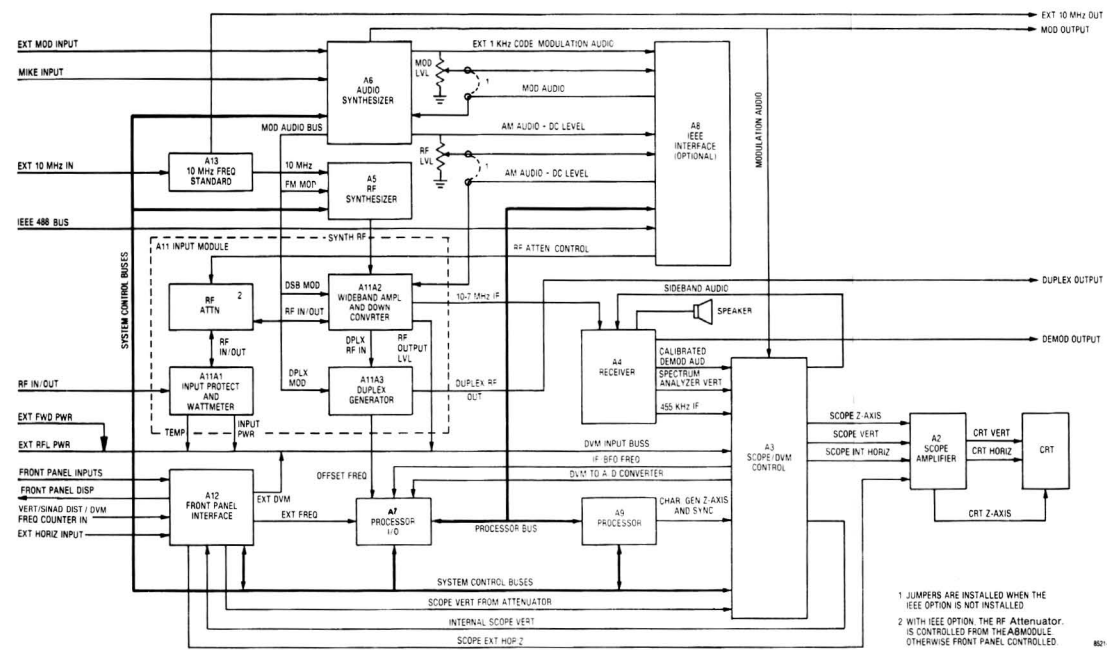 EXT 10 MHz OUT
MOD OUTPUT
EXT MOD INPUT
MIKE INPUT
A6
AUDIO
SYNTHESIZER
EXT 1 KHz CODE MODULATION AUDIO
MOD
LVL
1
MOD AUDIO
A8
IEEE
INTERFACE
(OPTIONAL)
MODULATION AUDIO
MOD AUDIO BUS
AM AUDIO - DC LEVEL
RF
LVL
1
AM AUDIO - DC LEVEL
EXT 10 MHz IN
A13
10 MHz FREQ
STANDARD
10 MHz
FM MOD
A5
RF
SYNTHESIZER
IEEE 488 BUS
SYNTH RF
A11 INPUT MODULE
RF ATTEN CONTROL
SYSTEM CONTROL BUSES
RF
ATTN
2
DSB MOD
RF IN/OUT
A11A2
WIDEBAND AMPL
AND DOWN
CONVRTER
10-7 MHz IF
SIDEBAND AUDIO
DUPLEX OUTPUT
SPEAKER
DEMOD OUTPUT
RF
IN/OUT
DPLX
RF IN
RF
OUTPUT
LVL
A4
RECEIVER
CALIBRATED
DEMOD AUD
SPECTRUM
ANALYZER VERT
455 KHz IF
RF IN/OUT
A11A1
INPUT PROTECT
AND
WATTMETER
DPLX
MOD
A11A3
DUPLEX
GENERATOR
DUPLEX RF
OUT
EXT FWD PWR
TEMP
INPUT
PWR
EXT RFL PWR
DVM INPUT BUSS
IF BFO FREQ
DVM TO A D CONVERTER
A3
SCOPE/DVM
CONTROL
SCOPE Z-AXIS
SCOPE VERT
SCOPE INT HORIZ
A2
SCOPE
AMPLIFIER
CRT VERT
CRT HORIZ
CRT
CRT Z-AXIS
FRONT PANEL INPUTS
FRONT PANEL DISP
VERT/SINAD DIST / DVM
FREQ COUNTER IN
EXT HORIZ INPUT
A12
FRONT PANEL
INTERFACE
EXT DVM
OFFSET FREQ
EXT FREQ
A7
PROCESSOR
I/O
PROCESSOR BUS
A9
PROCESSOR
CHAR. GEN Z-AXIS
AND SYNC
SYSTEM CONTROL BUSES
SCOPE VERT FROM ATTENUATOR
INTERNAL SCOPE VERT
SCOPE EXT HOP Z
1 JUMPERS ARE INSTALLED WHEN THE
IEEE OPTION IS NOT INSTALLED
2 WITH IEEE OPTION, THE RF Attenuator.
IS CONTROLLED FROM THE A8 MODULE.
OTHERWISE FRONT PANEL CONTROLLED.
8521